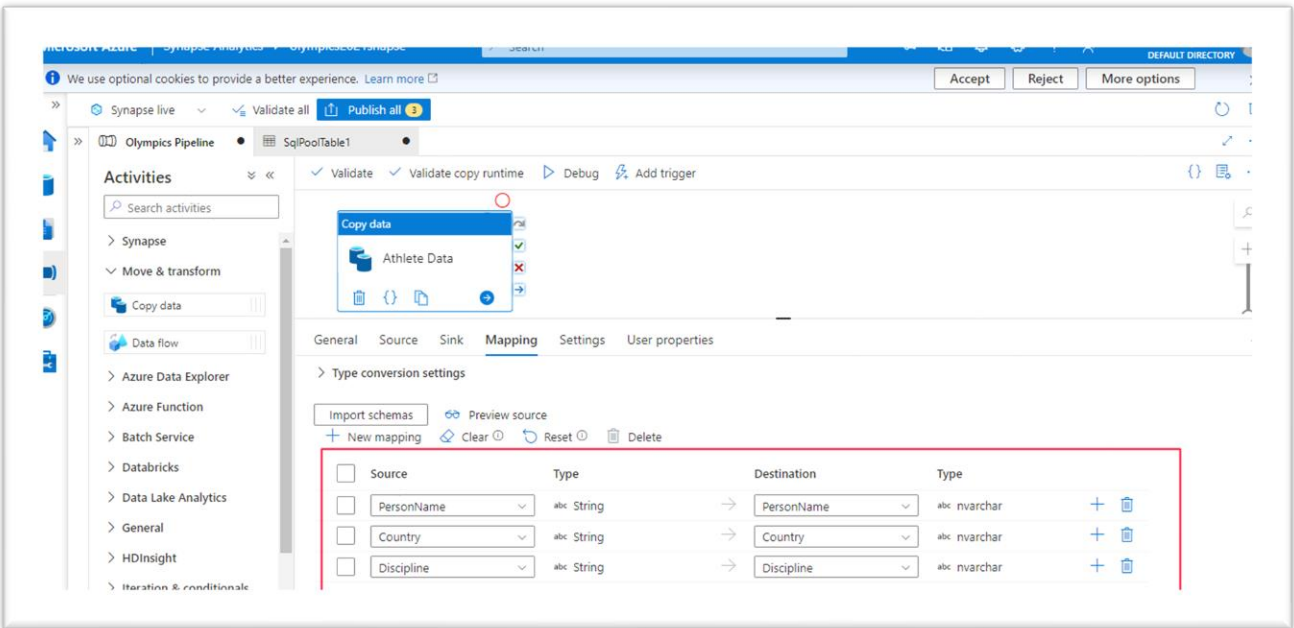 Microsoft Azure | Synapse Analytics > Search
DEFAULT DIRECTORY
We use optional cookies to provide a better experience. Learn more Accept Reject More options
Synapse live Validate all Publish all 3
Olympics Pipeline SqlPoolTable1
Activities
Validate Validate copy runtime Debug Add trigger
Search activities
Synapse
Move & transform
Copy data
Data flow
Azure Data Explorer
Azure Function
Batch Service
Databricks
Data Lake Analytics
General
HDInsight
Iteration & conditionals
Copy data
Athlete Data
General Source Sink Mapping Settings User properties
Type conversion settings
Import schemas Preview source
New mapping Clear Reset Delete
Source Type Destination Type
PersonName abc String PersonName abc nvarchar
Country abc String Country abc nvarchar
Discipline abc String Discipline abc nvarchar